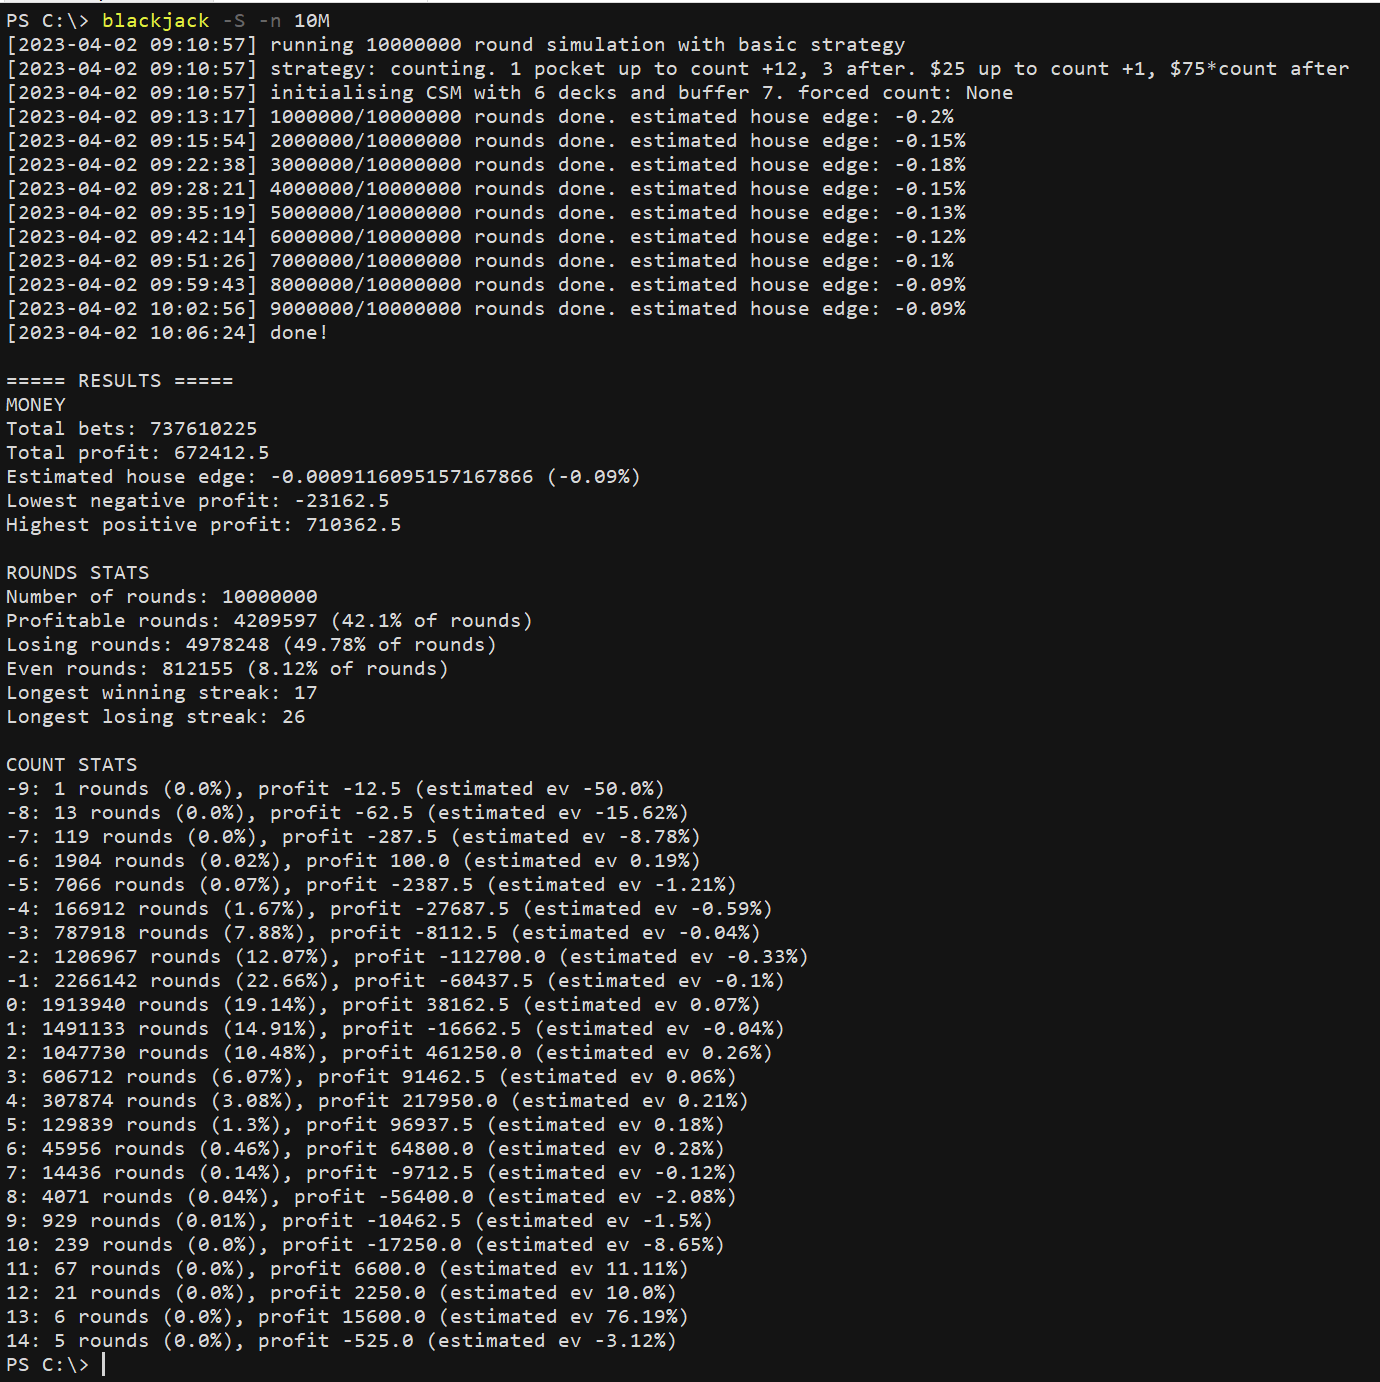 PS C:\> blackjack -S -n 10M
[2023-04-02 09:10:57] running 10000000 round simulation with basic strategy
[2023-04-02 09:10:57] strategy: counting. 1 pocket up to count +12, 3 after. $25 up to count +1, $75*count after
[2023-04-02 09:10:57] initialising CSM with 6 decks and buffer 7. forced count: None
[2023-04-02 09:13:17] 1000000/10000000 rounds done. estimated house edge: -0.2%
[2023-04-02 09:15:54] 2000000/10000000 rounds done. estimated house edge: -0.15%
[2023-04-02 09:22:38] 3000000/10000000 rounds done. estimated house edge: -0.18%
[2023-04-02 09:28:21] 4000000/10000000 rounds done. estimated house edge: -0.15%
[2023-04-02 09:35:19] 5000000/10000000 rounds done. estimated house edge: -0.13%
[2023-04-02 09:42:14] 6000000/10000000 rounds done. estimated house edge: -0.12%
[2023-04-02 09:51:26] 7000000/10000000 rounds done. estimated house edge: -0.1%
[2023-04-02 09:59:43] 8000000/10000000 rounds done. estimated house edge: -0.09%
[2023-04-02 10:02:56] 9000000/10000000 rounds done. estimated house edge: -0.09%
[2023-04-02 10:06:24] done!
===== RESULTS =====
MONEY
Total bets: 737610225
Total profit: 672412.5
Estimated house edge: -0.0009116095157167866 (-0.09%)
Lowest negative profit: -23162.5
Highest positive profit: 710362.5
ROUNDS STATS
Number of rounds: 10000000
Profitable rounds: 4209597 (42.1% of rounds)
Losing rounds: 4978248 (49.78% of rounds)
Even rounds: 812155 (8.12% of rounds)
Longest winning streak: 17
Longest losing streak: 26
COUNT STATS
-9: 1 rounds (0.0%), profit -12.5 (estimated ev -50.0%)
-8: 13 rounds (0.0%), profit -62.5 (estimated ev -15.62%)
-7: 119 rounds (0.0%), profit -287.5 (estimated ev -8.78%)
-6: 1904 rounds (0.02%), profit 100.0 (estimated ev 0.19%)
-5: 7066 rounds (0.07%), profit -2387.5 (estimated ev -1.21%)
-4: 166912 rounds (1.67%), profit -27687.5 (estimated ev -0.59%)
-3: 787918 rounds (7.88%), profit -8112.5 (estimated ev -0.04%)
-2: 1206967 rounds (12.07%), profit -112700.0 (estimated ev -0.33%)
-1: 2266142 rounds (22.66%), profit -60437.5 (estimated ev -0.1%)
0: 1913940 rounds (19.14%), profit 38162.5 (estimated ev 0.07%)
1: 1491133 rounds (14.91%), profit -16662.5 (estimated ev -0.04%)
2: 1047730 rounds (10.48%), profit 461250.0 (estimated ev 0.26%)
3: 606712 rounds (6.07%), profit 91462.5 (estimated ev 0.06%)
4: 307874 rounds (3.08%), profit 217950.0 (estimated ev 0.21%)
5: 129839 rounds (1.3%), profit 96937.5 (estimated ev 0.18%)
6: 45956 rounds (0.46%), profit 64800.0 (estimated ev 0.28%)
7: 14436 rounds (0.14%), profit -9712.5 (estimated ev -0.12%)
8: 4071 rounds (0.04%), profit -56400.0 (estimated ev -2.08%)
9: 929 rounds (0.01%), profit -10462.5 (estimated ev -1.5%)
10: 239 rounds (0.0%), profit -17250.0 (estimated ev -8.65%)
11: 67 rounds (0.0%), profit 6600.0 (estimated ev 11.11%)
12: 21 rounds (0.0%), profit 2250.0 (estimated ev 10.0%)
13: 6 rounds (0.0%), profit 15600.0 (estimated ev 76.19%)
14: 5 rounds (0.0%), profit -525.0 (estimated ev -3.12%)
PS C:\>